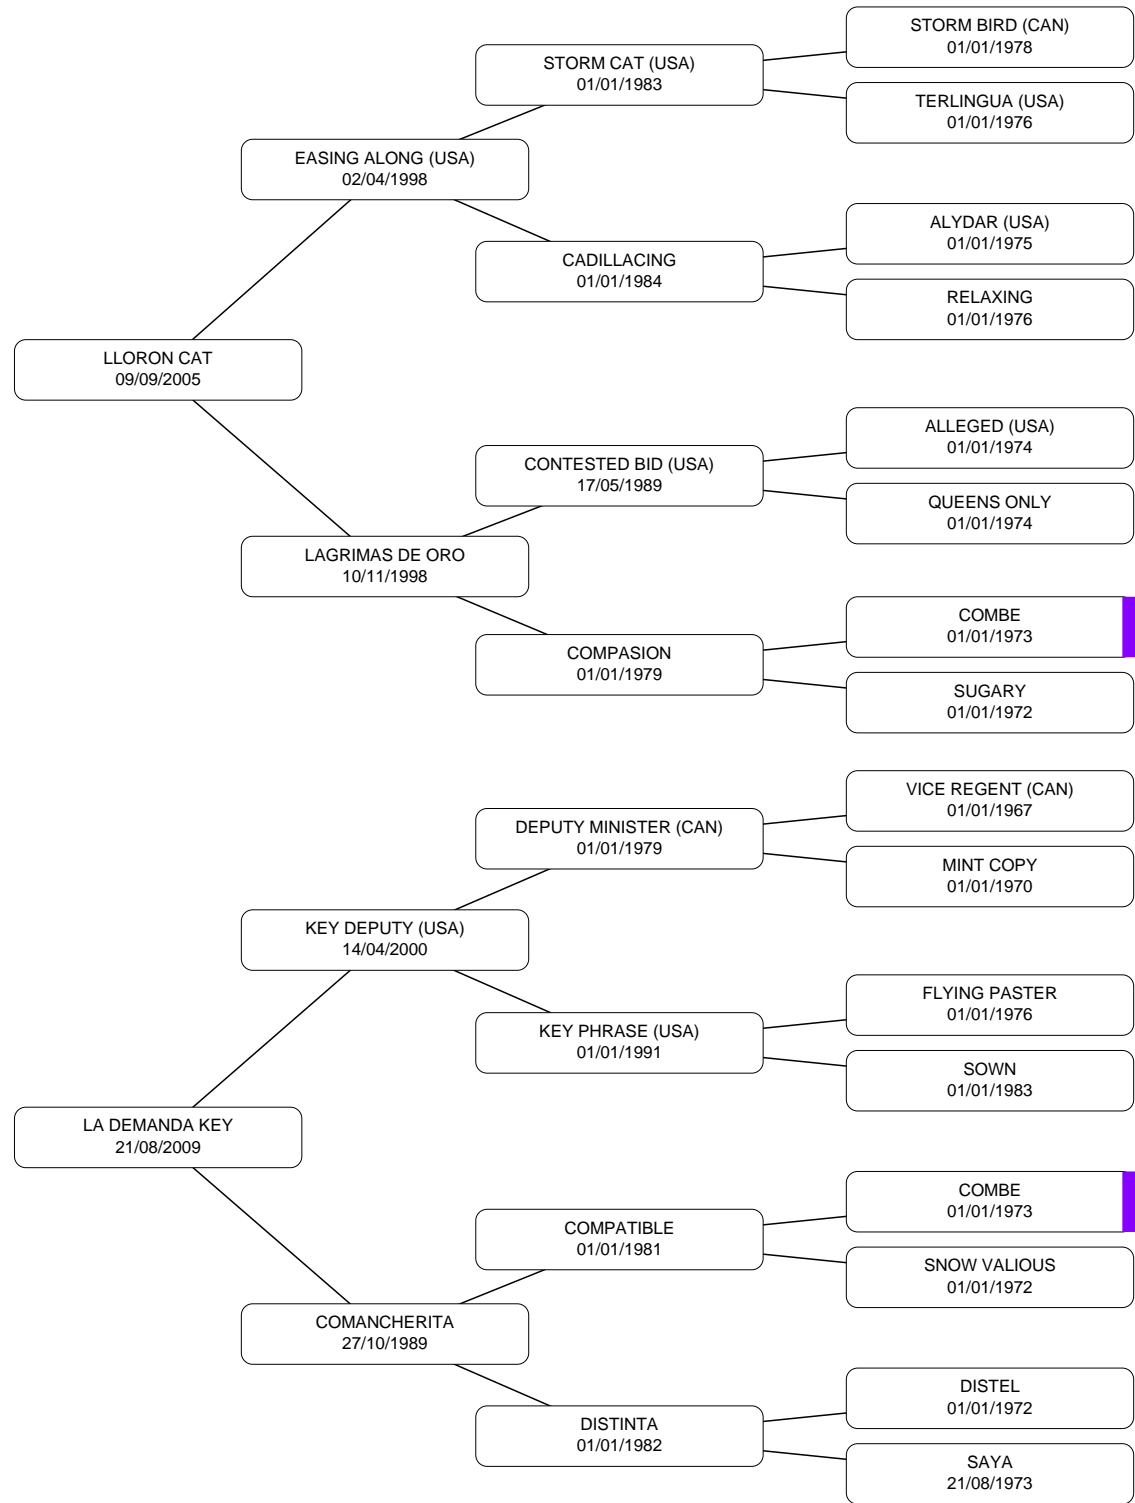 STORM BIRD (CAN)
01/01/1978
STORM CAT (USA)
01/01/1983
TERLINGUA (USA)
01/01/1976
EASING ALONG (USA)
02/04/1998
ALYDAR (USA)
01/01/1975
CADILLACING
01/01/1984
RELAXING
01/01/1976
LLORON CAT
09/09/2005
ALLEGED (USA)
01/01/1974
CONTESTED BID (USA)
17/05/1989
QUEENS ONLY
01/01/1974
LAGRIMAS DE ORO
10/11/1998
COMBE
01/01/1973
COMPASION
01/01/1979
SUGARY
01/01/1972
VICE REGENT (CAN)
01/01/1967
DEPUTY MINISTER (CAN)
01/01/1979
MINT COPY
01/01/1970
KEY DEPUTY (USA)
14/04/2000
FLYING PASTER
01/01/1976
KEY PHRASE (USA)
01/01/1991
SOWN
01/01/1983
LA DEMANDA KEY
21/08/2009
COMBE
01/01/1973
COMPATIBLE
01/01/1981
SNOW VALIOUS
01/01/1972
COMANCHERITA
27/10/1989
DISTEL
01/01/1972
DISTINTA
01/01/1982
SAYA
21/08/1973